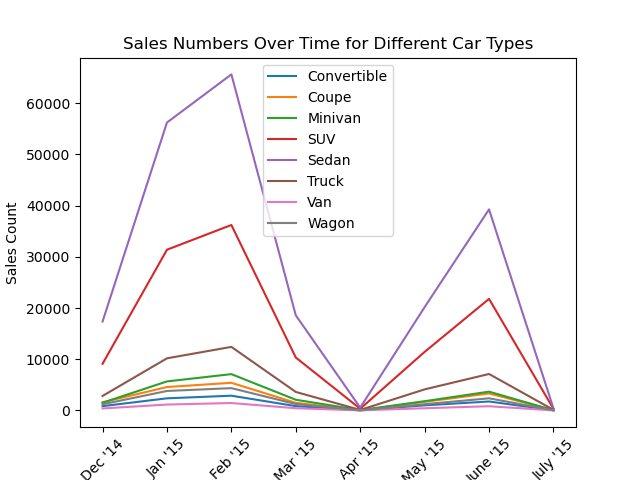 Sales Numbers Over Time for Different Car Types
Convertible
Coupe
Minivan
SUV
Sedan
Truck
Van
Wagon
Sales Count
60000
50000
40000
30000
20000
10000
0
Dec '14
Jan '15
Feb '15
Mar '15
Apr '15
May '15
June '15
July '15